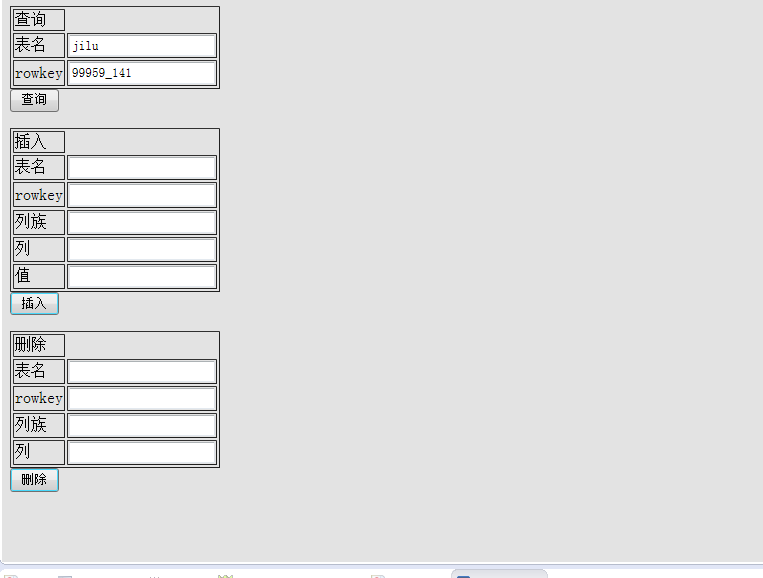 查询
表名 jilu
rowkey 99959_141
查询
插入
表名
rowkey
列族
列
值
插入
删除
表名
rowkey
列族
列
删除